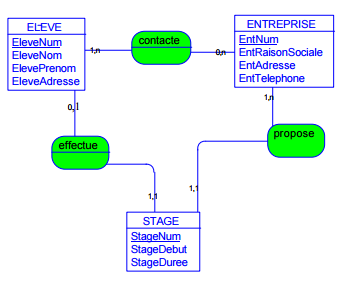 ELEVE
EleveNum
EleveNom
ElevePrenom
EleveAdresse
1,n
contacte
0,n
ENTREPRISE
EntNum
EntRaisonSociale
EntAdresse
EntTelephone
0,1
1,n
effectue
propose
1,1
1,1
STAGE
StageNum
StageDebut
StageDuree